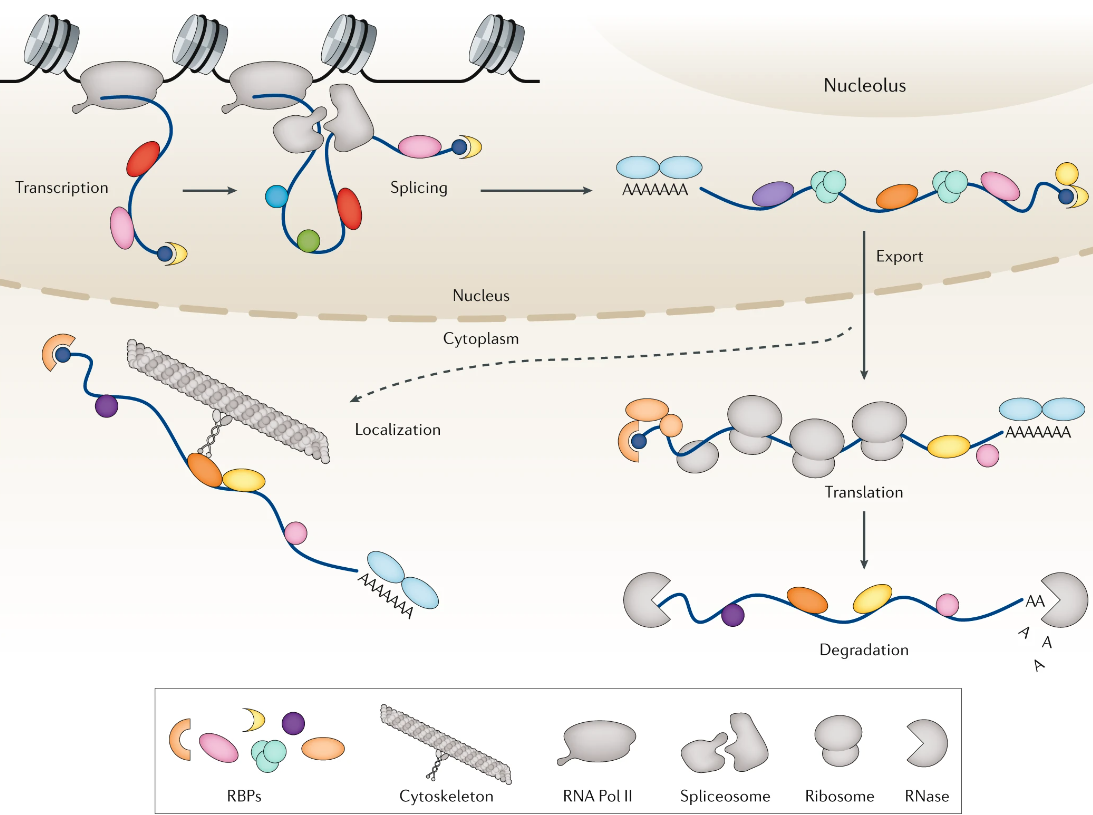 Nucleolus
Transcription
Splicing
AAAAAAA
Export
Nucleus
Cytoplasm
Localization
AAAAAAA
Translation
AAAAAAA
AA
A
A
A
Degradation
RBPs
Cytoskeleton
RNA Pol II
Spliceosome
Ribosome
RNase